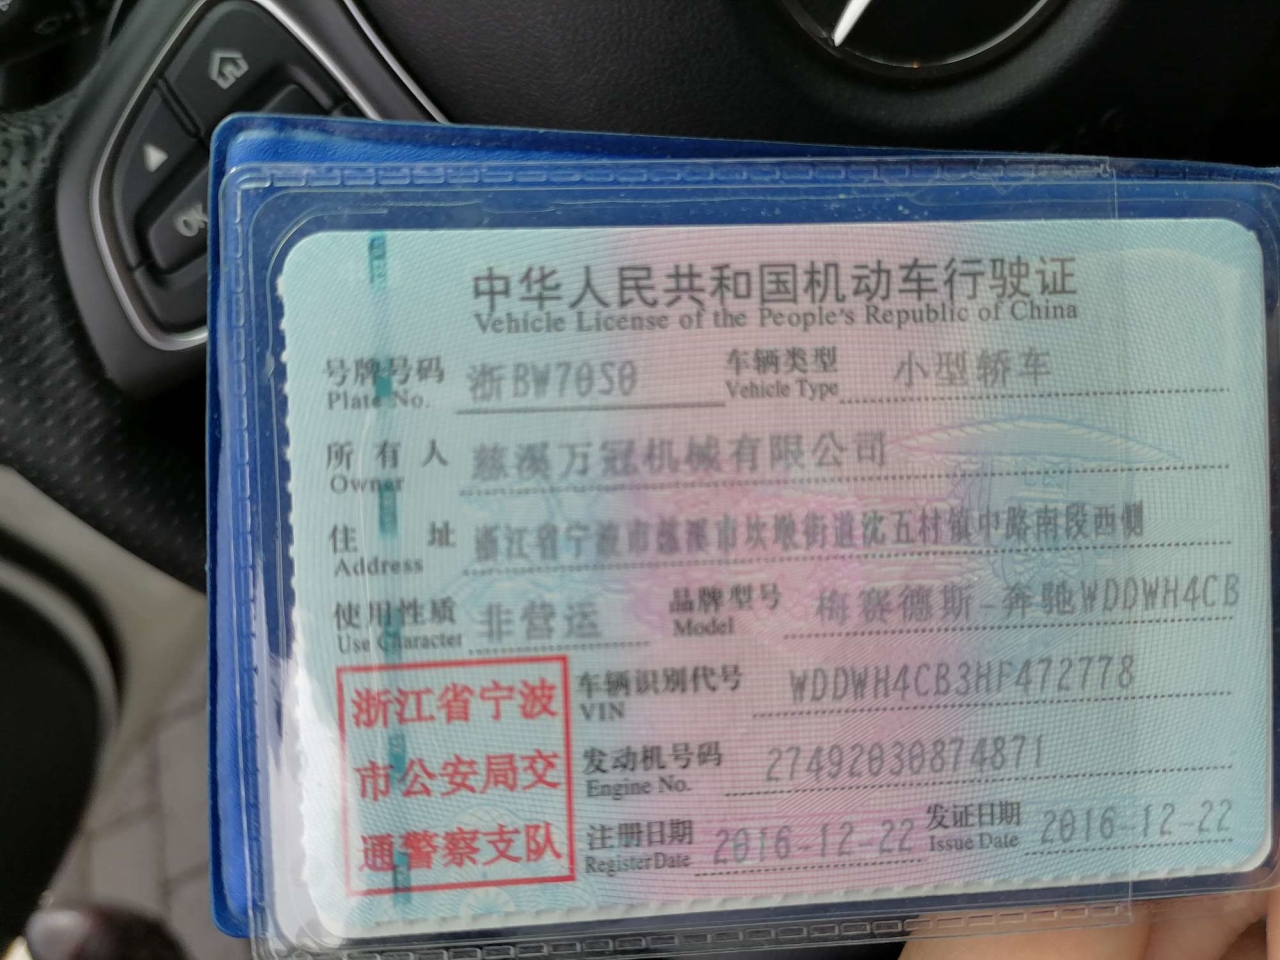 OK
中华人民共和国机动车行驶证
Vehicle License of the People's Republic of China
号牌号码 浙BW70S0 车辆类型 小型轿车
Plate No. Vehicle Type
所有人 慈溪万冠机械有限公司
Owner
住址 浙江省宁波市慈溪市坎墩街道沈五村镇中路南段西侧
Address
使用性质 非营运 品牌型号 梅赛德斯-奔驰WDDWH4CB
Use Character Model
浙江省宁波 车辆识别代号 WDDWH4CB3HF472778
VIN
市公安局交 发动机号码 27492030874871
Engine No.
通警察支队 注册日期 2016-12-22 发证日期 2016-12-22
Register Date Issue Date